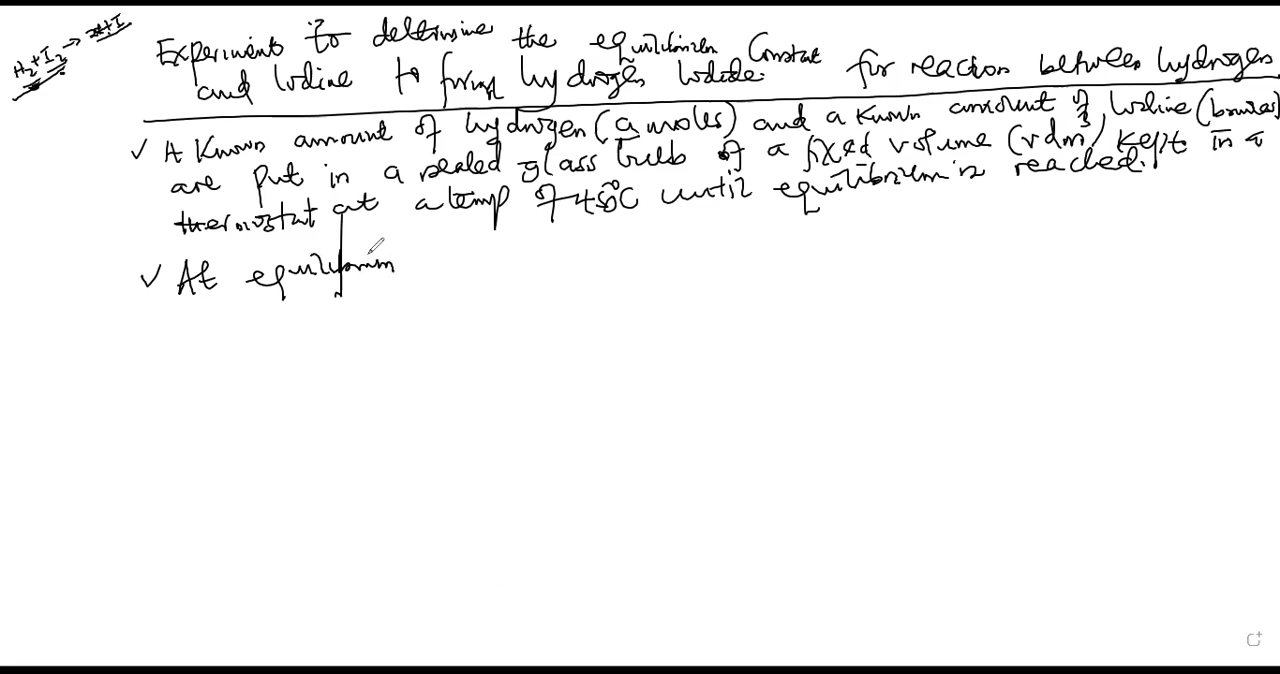 H2+I2 → 2HI
Experiment to determine the equilibrium Constant for reaction between hydrogen
and Iodine to form hydrogen Iodide.
✓ A known amount of hydrogen (a moles) and a known amount of Iodine (b moles)
are put in a sealed glass bulb of a fixed volume (vdm3) kept in a
thermostat at a temp of 450°C until equilibrium is reached.
✓ At equilibrium